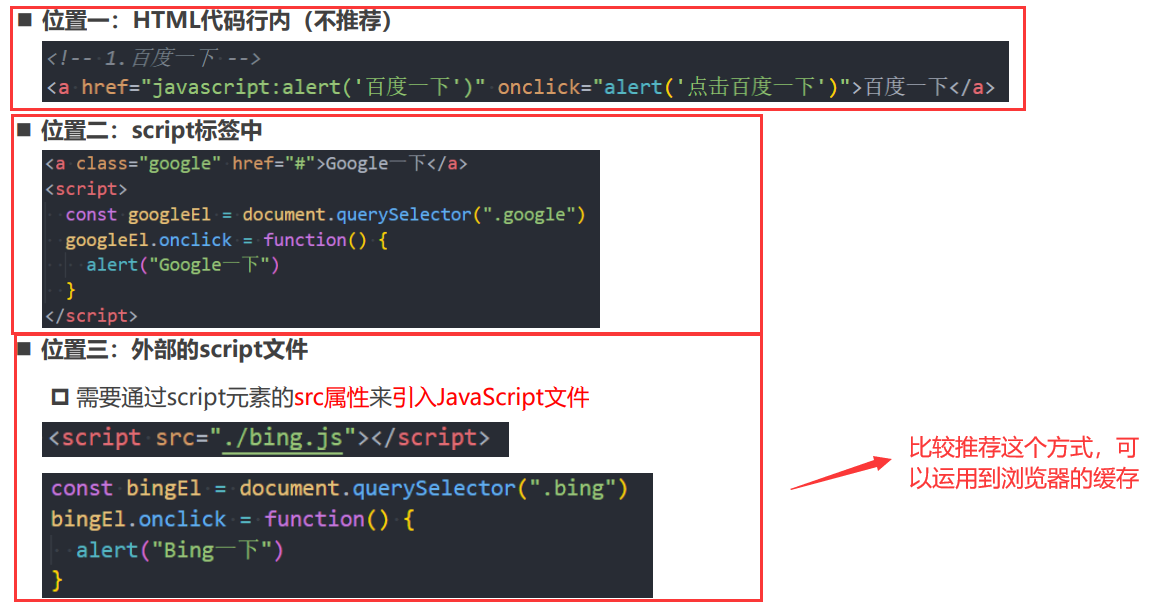 ■ 位置一：HTML代码行内（不推荐）
<!-- 1.百度一下 -->
<a href="javascript:alert('百度一下')" onclick="alert('点击百度一下')">百度一下</a>
■ 位置二：script标签中
<a class="google" href="#">Google一下</a>
<script>
  const googleEl = document.querySelector(".google")
  googleEl.onclick = function() {
    alert("Google一下")
  }
</script>
■ 位置三：外部的script文件
需要通过script元素的src属性来引入JavaScript文件
<script src="./bing.js"></script>
const bingEl = document.querySelector(".bing")
bingEl.onclick = function() {
  alert("Bing一下")
}
比较推荐这个方式，可
以运用到浏览器的缓存